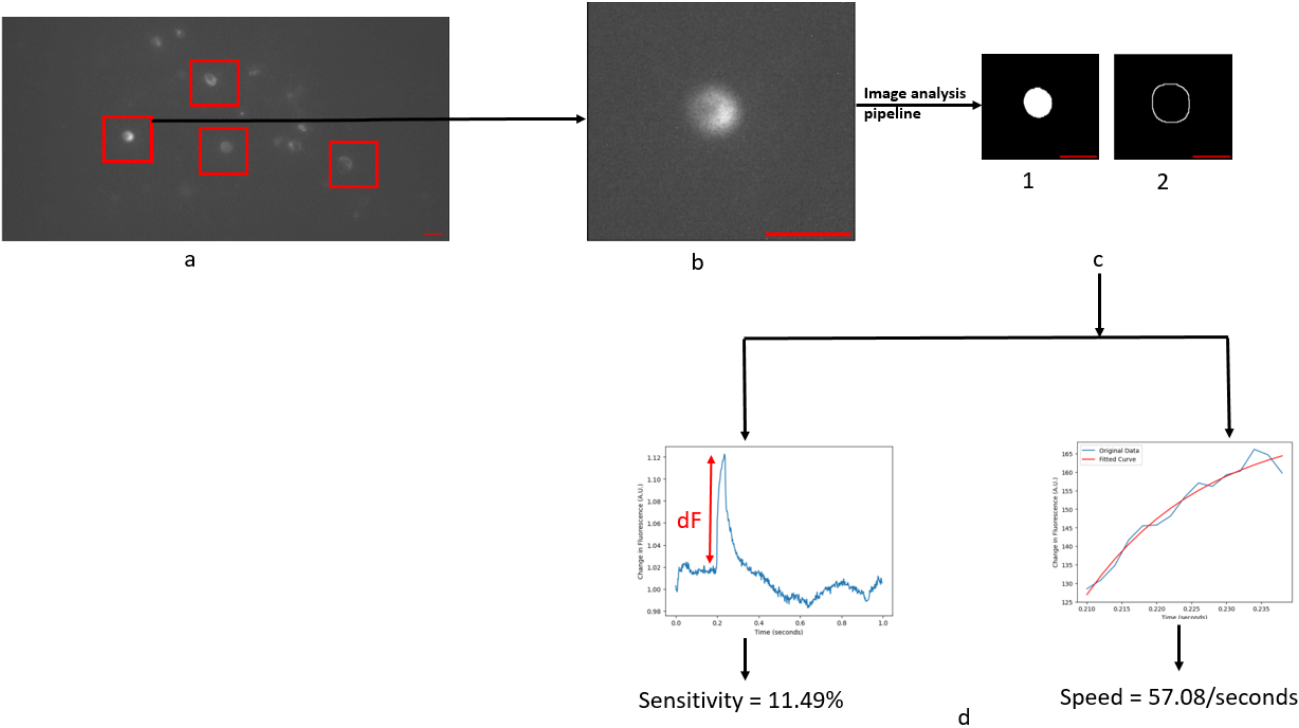 Image analysis
pipeline
1
2
a
b
c
Change in Fluorescence (A.U.)
1.12
1.10
1.08
1.06
1.04
1.02
1.00
0.98
dF
0.0
0.2
0.4
0.6
0.8
1.0
Time (seconds)
Change in Fluorescence (A.U.)
Original Data
Fitted Curve
165
160
155
150
145
140
135
130
125
0.210
0.215
0.220
0.225
0.230
0.235
Time (seconds)
Sensitivity = 11.49%
Speed = 57.08/seconds
d